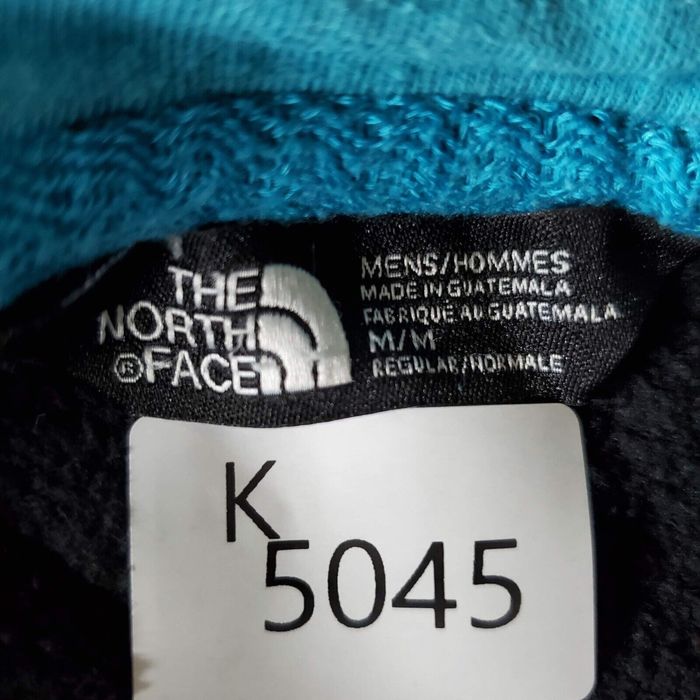 THE
NORTH
®FACE
MENS/HOMMES
MADE IN GUATEMALA
FABRIQUE AU GUATEMALA
M/M
REGULAR/NORMALE
K
5045